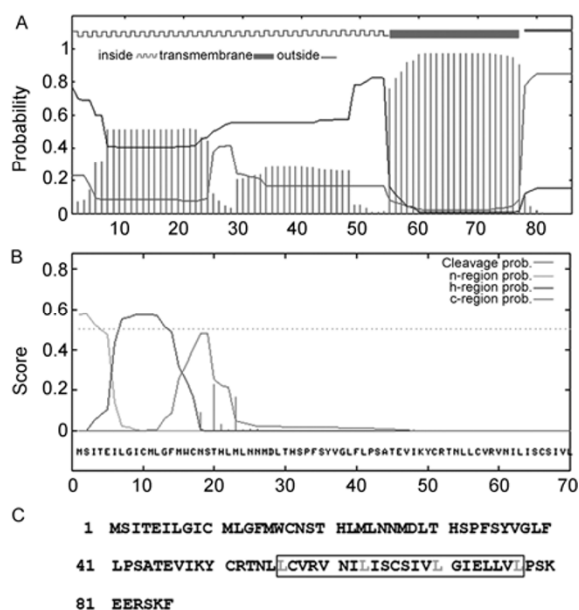 A
1
0.8
0.6
0.4
0.2
0
Probability
inside transmembrane outside
10 20 30 40 50 60 70 80
B
0.8
0.6
0.4
0.2
0
Score
Cleavage prob.
n-region prob.
h-region prob.
c-region prob.
MSITEILGICMLGFMWCNSTHLMLNNMDLTHSPFSYVGLFLPSATEVIKYCRTNLLCVRVNILISCSIVL
0 10 20 30 40 50 60 70
C
1 MSITEILGIC MLGFMWCNST HLMLNNMDLT HSPFSYVGLF
41 LPSATEVIKY CRTNLLCVRV NILISCSIVL GIELLVLPSK
81 EERSKF